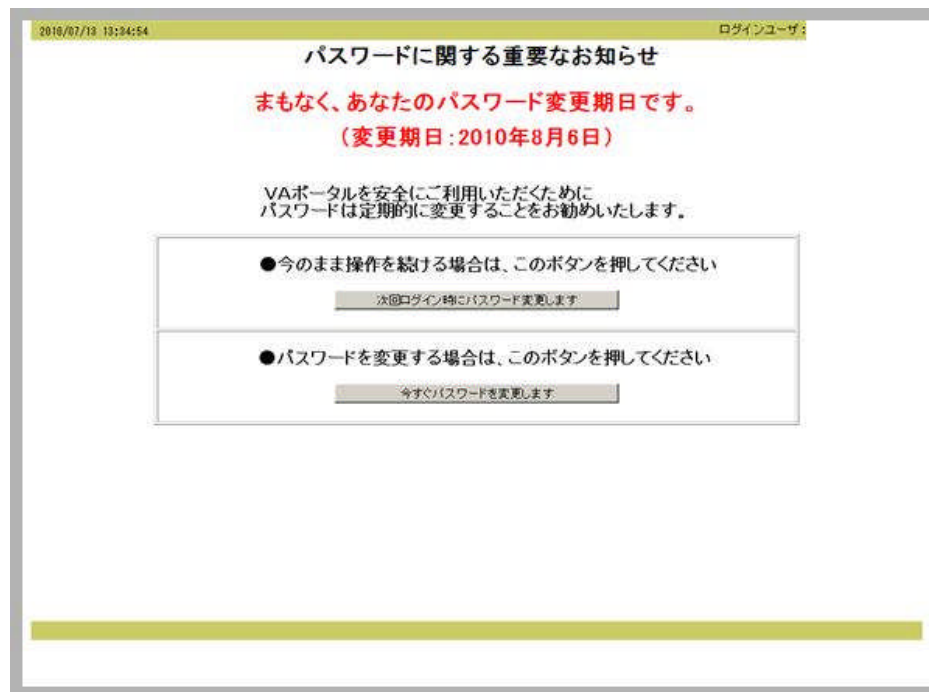 2010/07/13 13:34:54 ログインユーザ:
パスワードに関する重要なお知らせ
まもなく、あなたのパスワード変更期日です。
(変更期日:2010年8月6日)
VAポータルを安全にご利用いただくために
パスワードは定期的に変更することをお勧めいたします。
●今のまま操作を続ける場合は、このボタンを押してください
次回ログイン時にパスワード変更します
●パスワードを変更する場合は、このボタンを押してください
今すぐパスワードを変更します